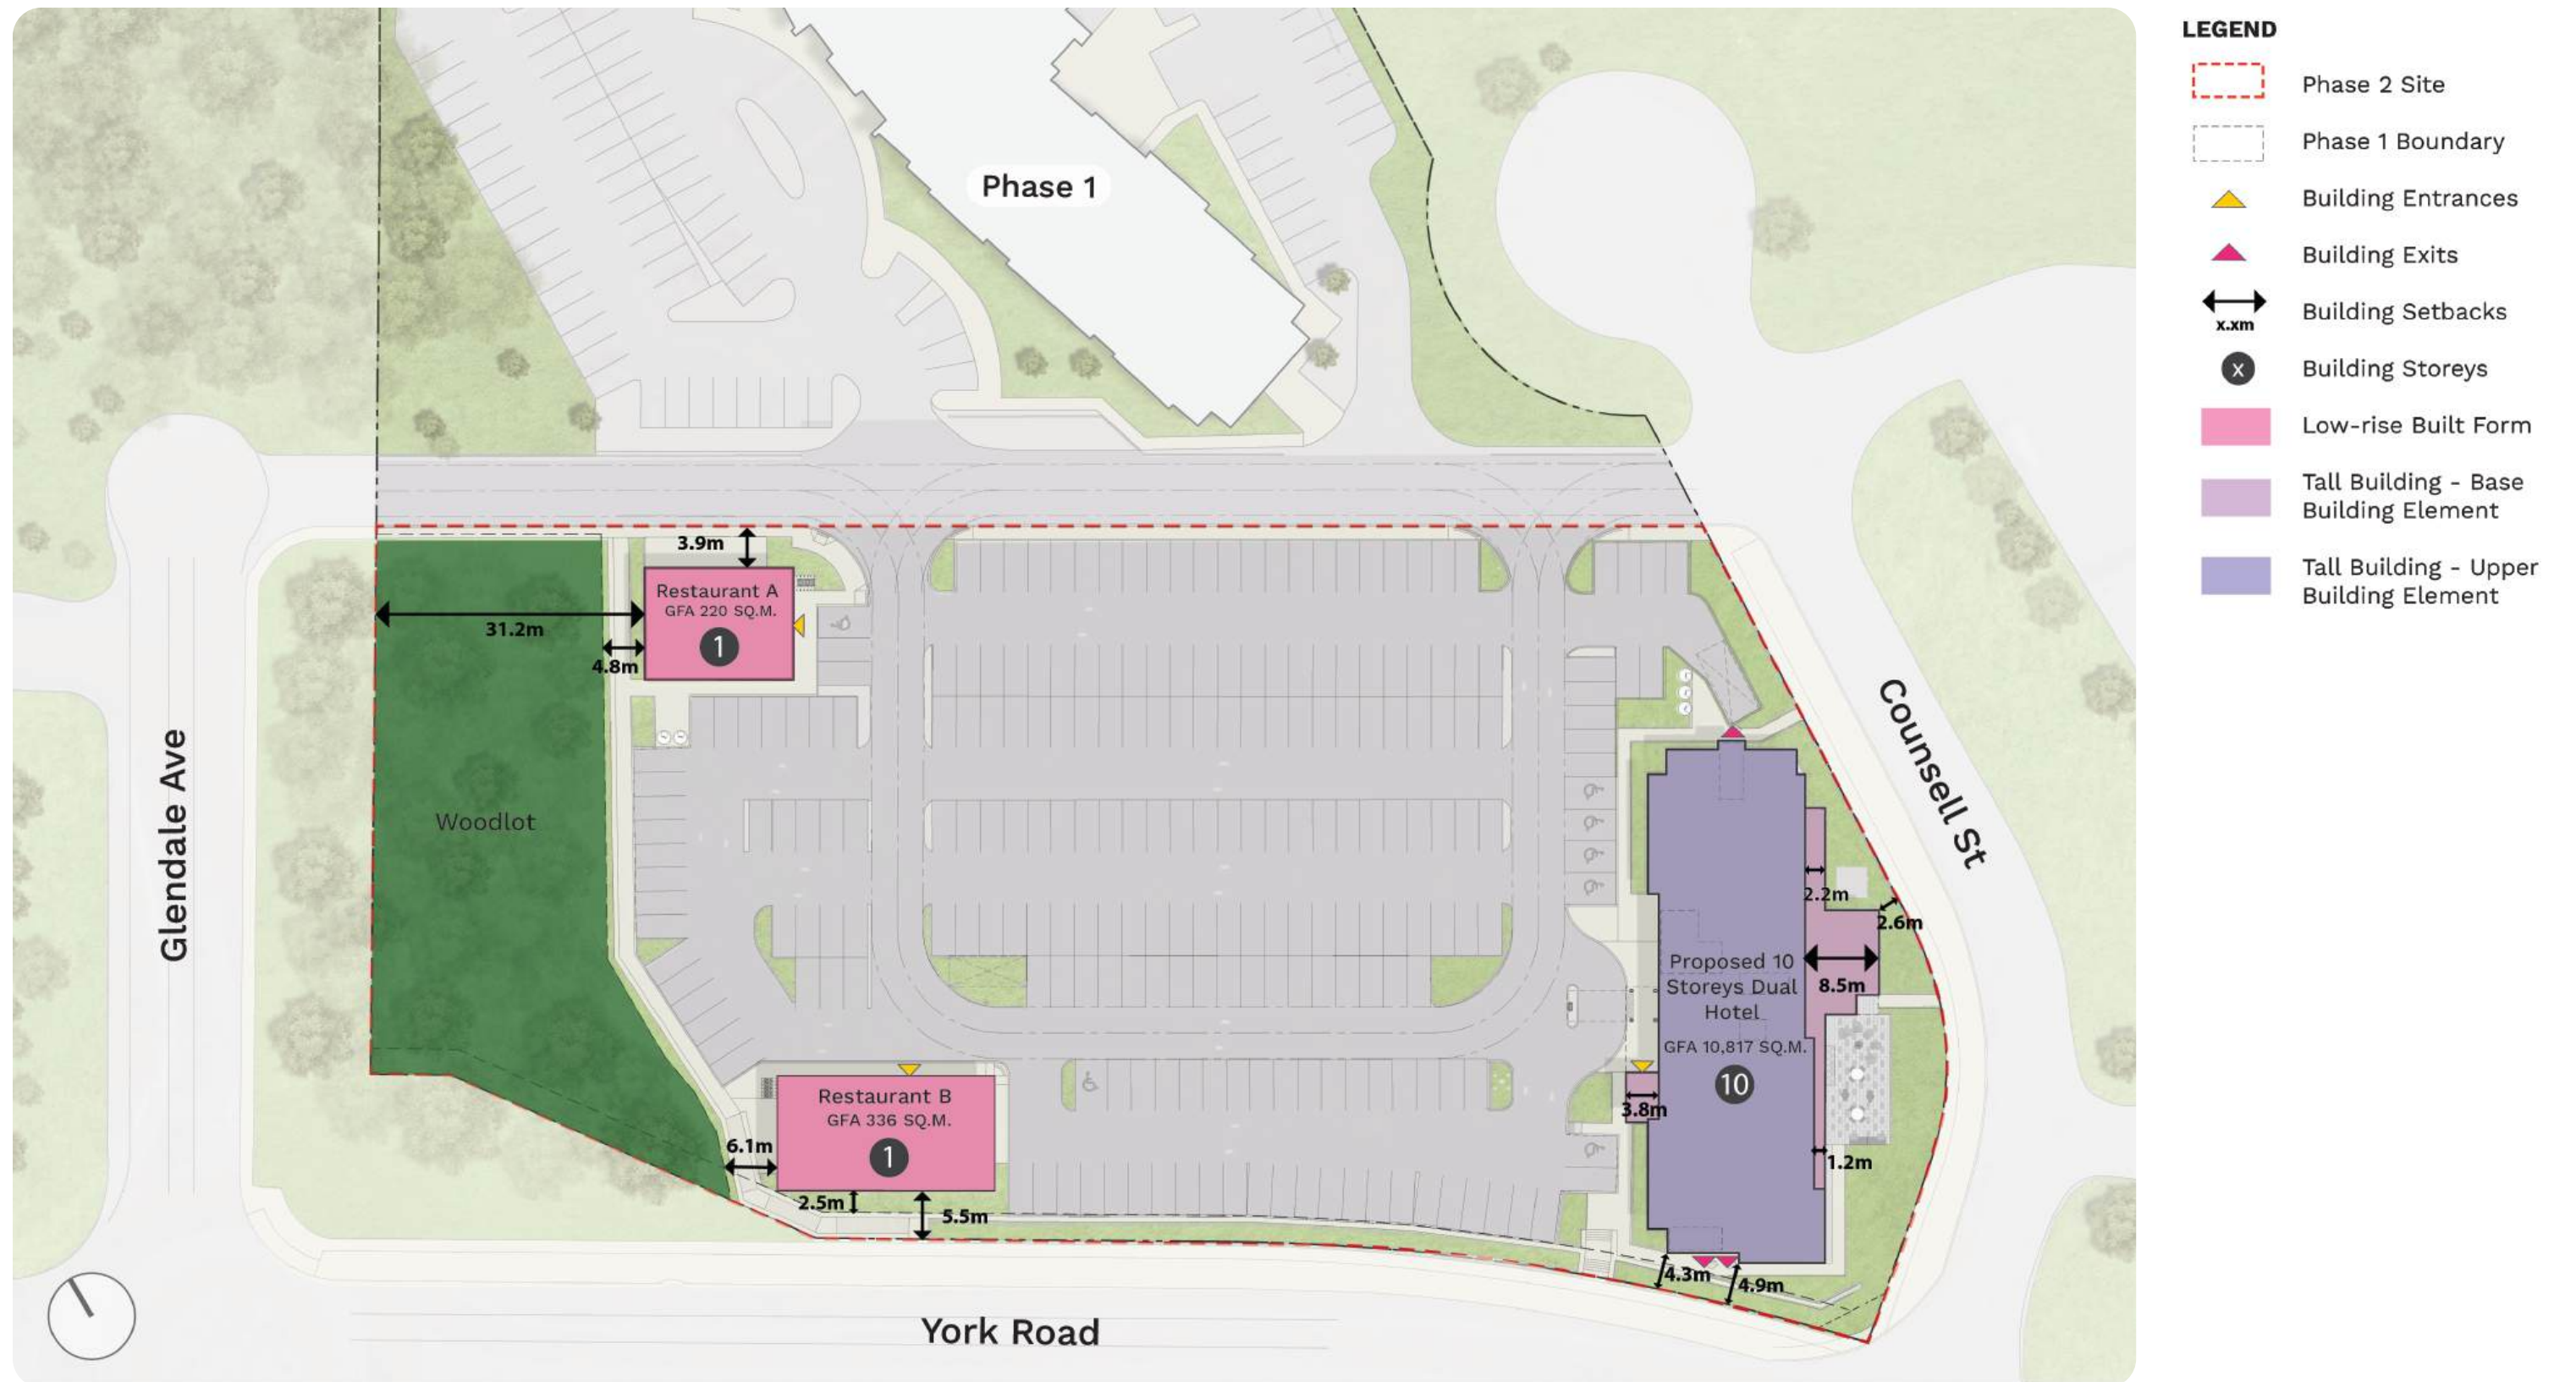 Phase 1
3.9m
Restaurant A
GFA 220 SQ.M.
1
31.2m
4.8m
Woodlot
Glendale Ave
Counsell St
2.2m
2.6m
8.5m
Proposed 10
Storeys Dual
Hotel
GFA 10,817 SQ.M.
10
3.8m
1.2m
Restaurant B
GFA 336 SQ.M.
1
6.1m
2.5m
5.5m
4.3m
4.9m
York Road
LEGEND
Phase 2 Site
Phase 1 Boundary
Building Entrances
Building Exits
x.xm
Building Setbacks
x
Building Storeys
Low-rise Built Form
Tall Building - Base
Building Element
Tall Building - Upper
Building Element